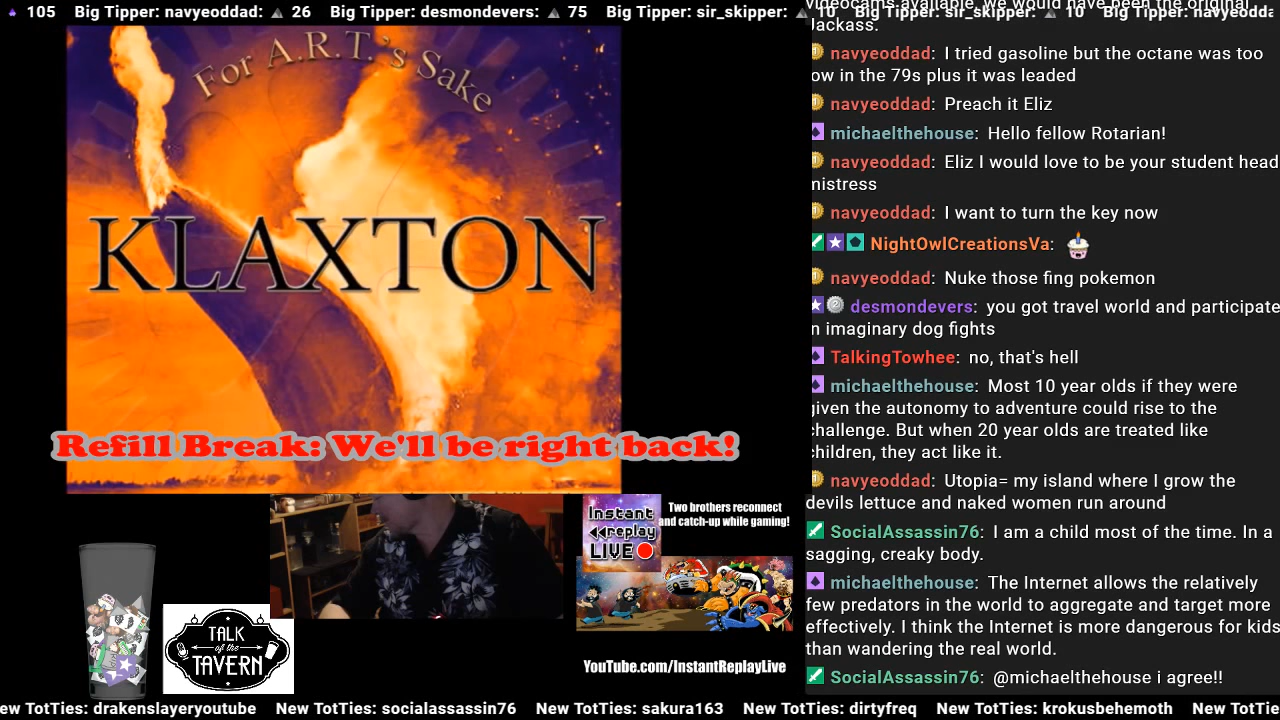 105 Big Tipper: navyeoddad: 26 Big Tipper: desmondevers: 75 Big Tipper: sir_skipper: 10 Big Tipper: sir_skipper: 10 Big Tipper: navyeodda
For A.R.T.'s Sake
KLAXTON
Refill Break: We'll be right back!
Instant
replay
LIVE
Two brothers reconnect
and catch-up while gaming!
TALK
of the
TAVERN
YouTube.com/InstantReplayLive
videocams available, we would have been the original
Jackass.
navyeoddad: I tried gasoline but the octane was too
ow in the 79s plus it was leaded
navyeoddad: Preach it Eliz
michaelthehouse: Hello fellow Rotarian!
navyeoddad: Eliz I would love to be your student head
mistress
navyeoddad: I want to turn the key now
NightOwlCreationsVa:
navyeoddad: Nuke those fing pokemon
desmondevers: you got travel world and participate
in imaginary dog fights
TalkingTowhee: no, that's hell
michaelthehouse: Most 10 year olds if they were
given the autonomy to adventure could rise to the
challenge. But when 20 year olds are treated like
children, they act like it.
navyeoddad: Utopia= my island where I grow the
devils lettuce and naked women run around
SocialAssassin76: I am a child most of the time. In a
sagging, creaky body.
michaelthehouse: The Internet allows the relatively
few predators in the world to aggregate and target more
effectively. I think the Internet is more dangerous for kids
than wandering the real world.
SocialAssassin76: @michaelthehouse i agree!!
ew TotTies: drakenslayeryoutube New TotTies: socialassassin76 New TotTies: sakura163 New TotTies: dirtyfreq New TotTies: krokusbehemoth New TotTie